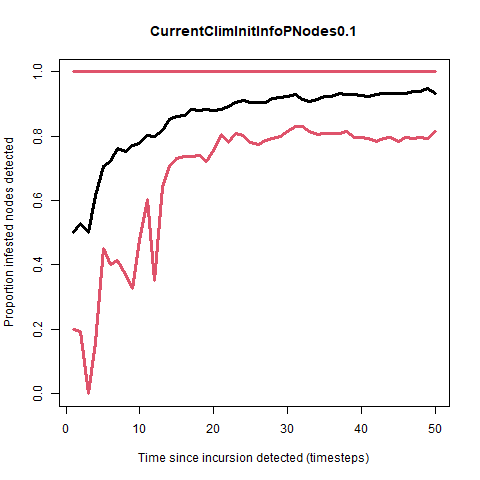 CurrentClimInitInfoPNodes0.1
Proportion infested nodes detected
1.0
0.8
0.6
0.4
0.2
0.0
0 10 20 30 40 50
Time since incursion detected (timesteps)